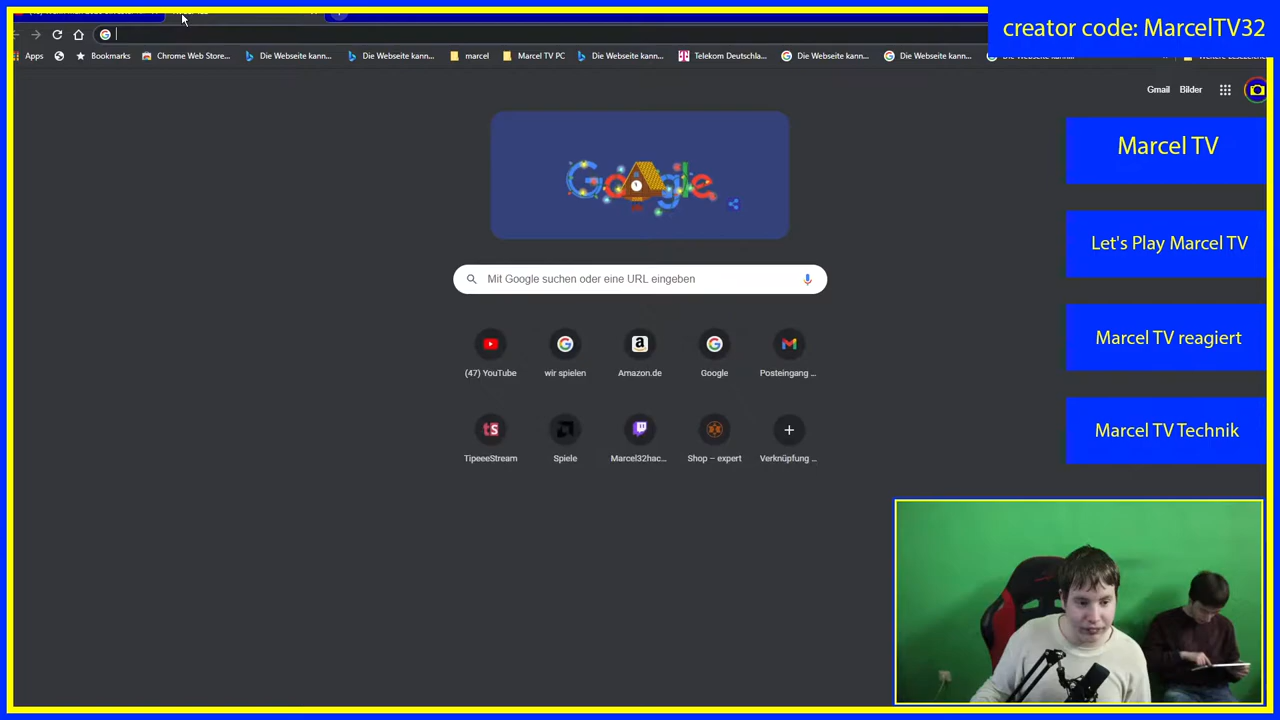 creator code: MarcelTV32
Apps
Bookmarks
Chrome Web Store...
Die Webseite kann...
Die Webseite kann...
marcel
Marcel TV PC
Die Webseite kann...
Telekom Deutschla...
Die Webseite kann...
Die Webseite kann...
Gmail
Bilder
Google
Marcel TV
Let's Play Marcel TV
Mit Google suchen oder eine URL eingeben
Marcel TV reagiert
(47) YouTube
wir spielen
Amazon.de
Google
Posteingang ...
Marcel TV Technik
TipeeeStream
Spiele
Marcel32hac...
Shop – expert
Verknüpfung ...